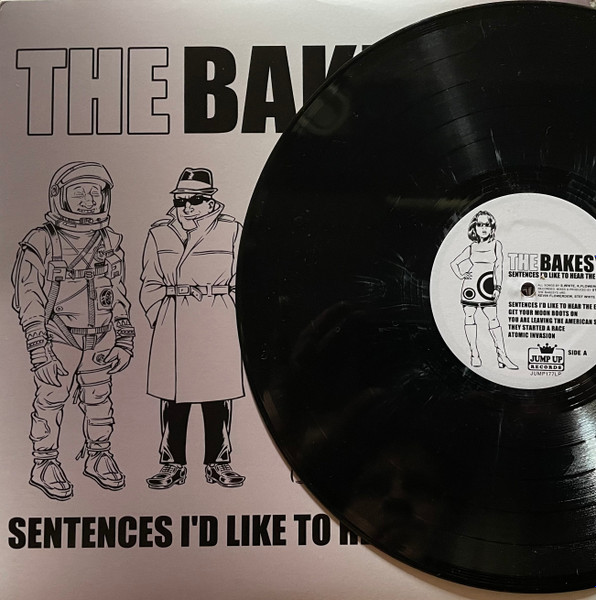 THE BAK
THE BAKES
SENTENCES I'D LIKE TO HEAR THE
SENTENCES I'D LIKE TO HEAR THE
GET YOUR MOON BOOTS ON
YOU ARE LEAVING THE AMERICAN S
THEY STARTED A RACE
ATOMIC INVASION
JUMP UP
RECORDS
SIDE A
JUMP177LP
SENTENCES I'D LIKE TO